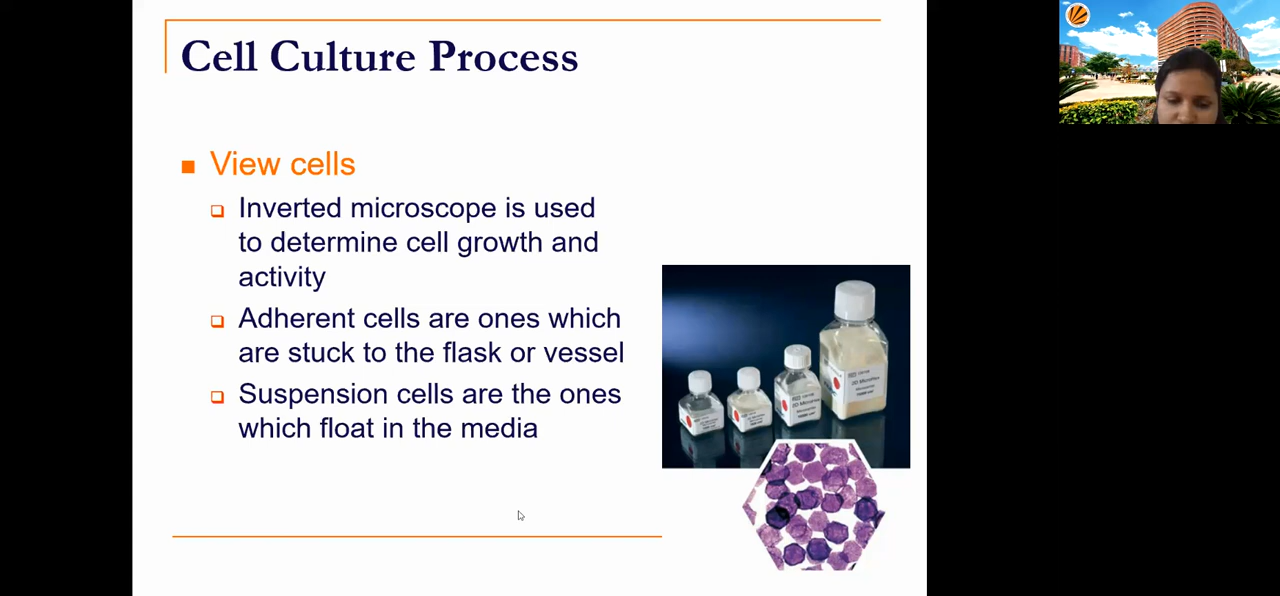 Cell Culture Process
View cells
Inverted microscope is used
to determine cell growth and
activity
Adherent cells are ones which
are stuck to the flask or vessel
Suspension cells are the ones
which float in the media